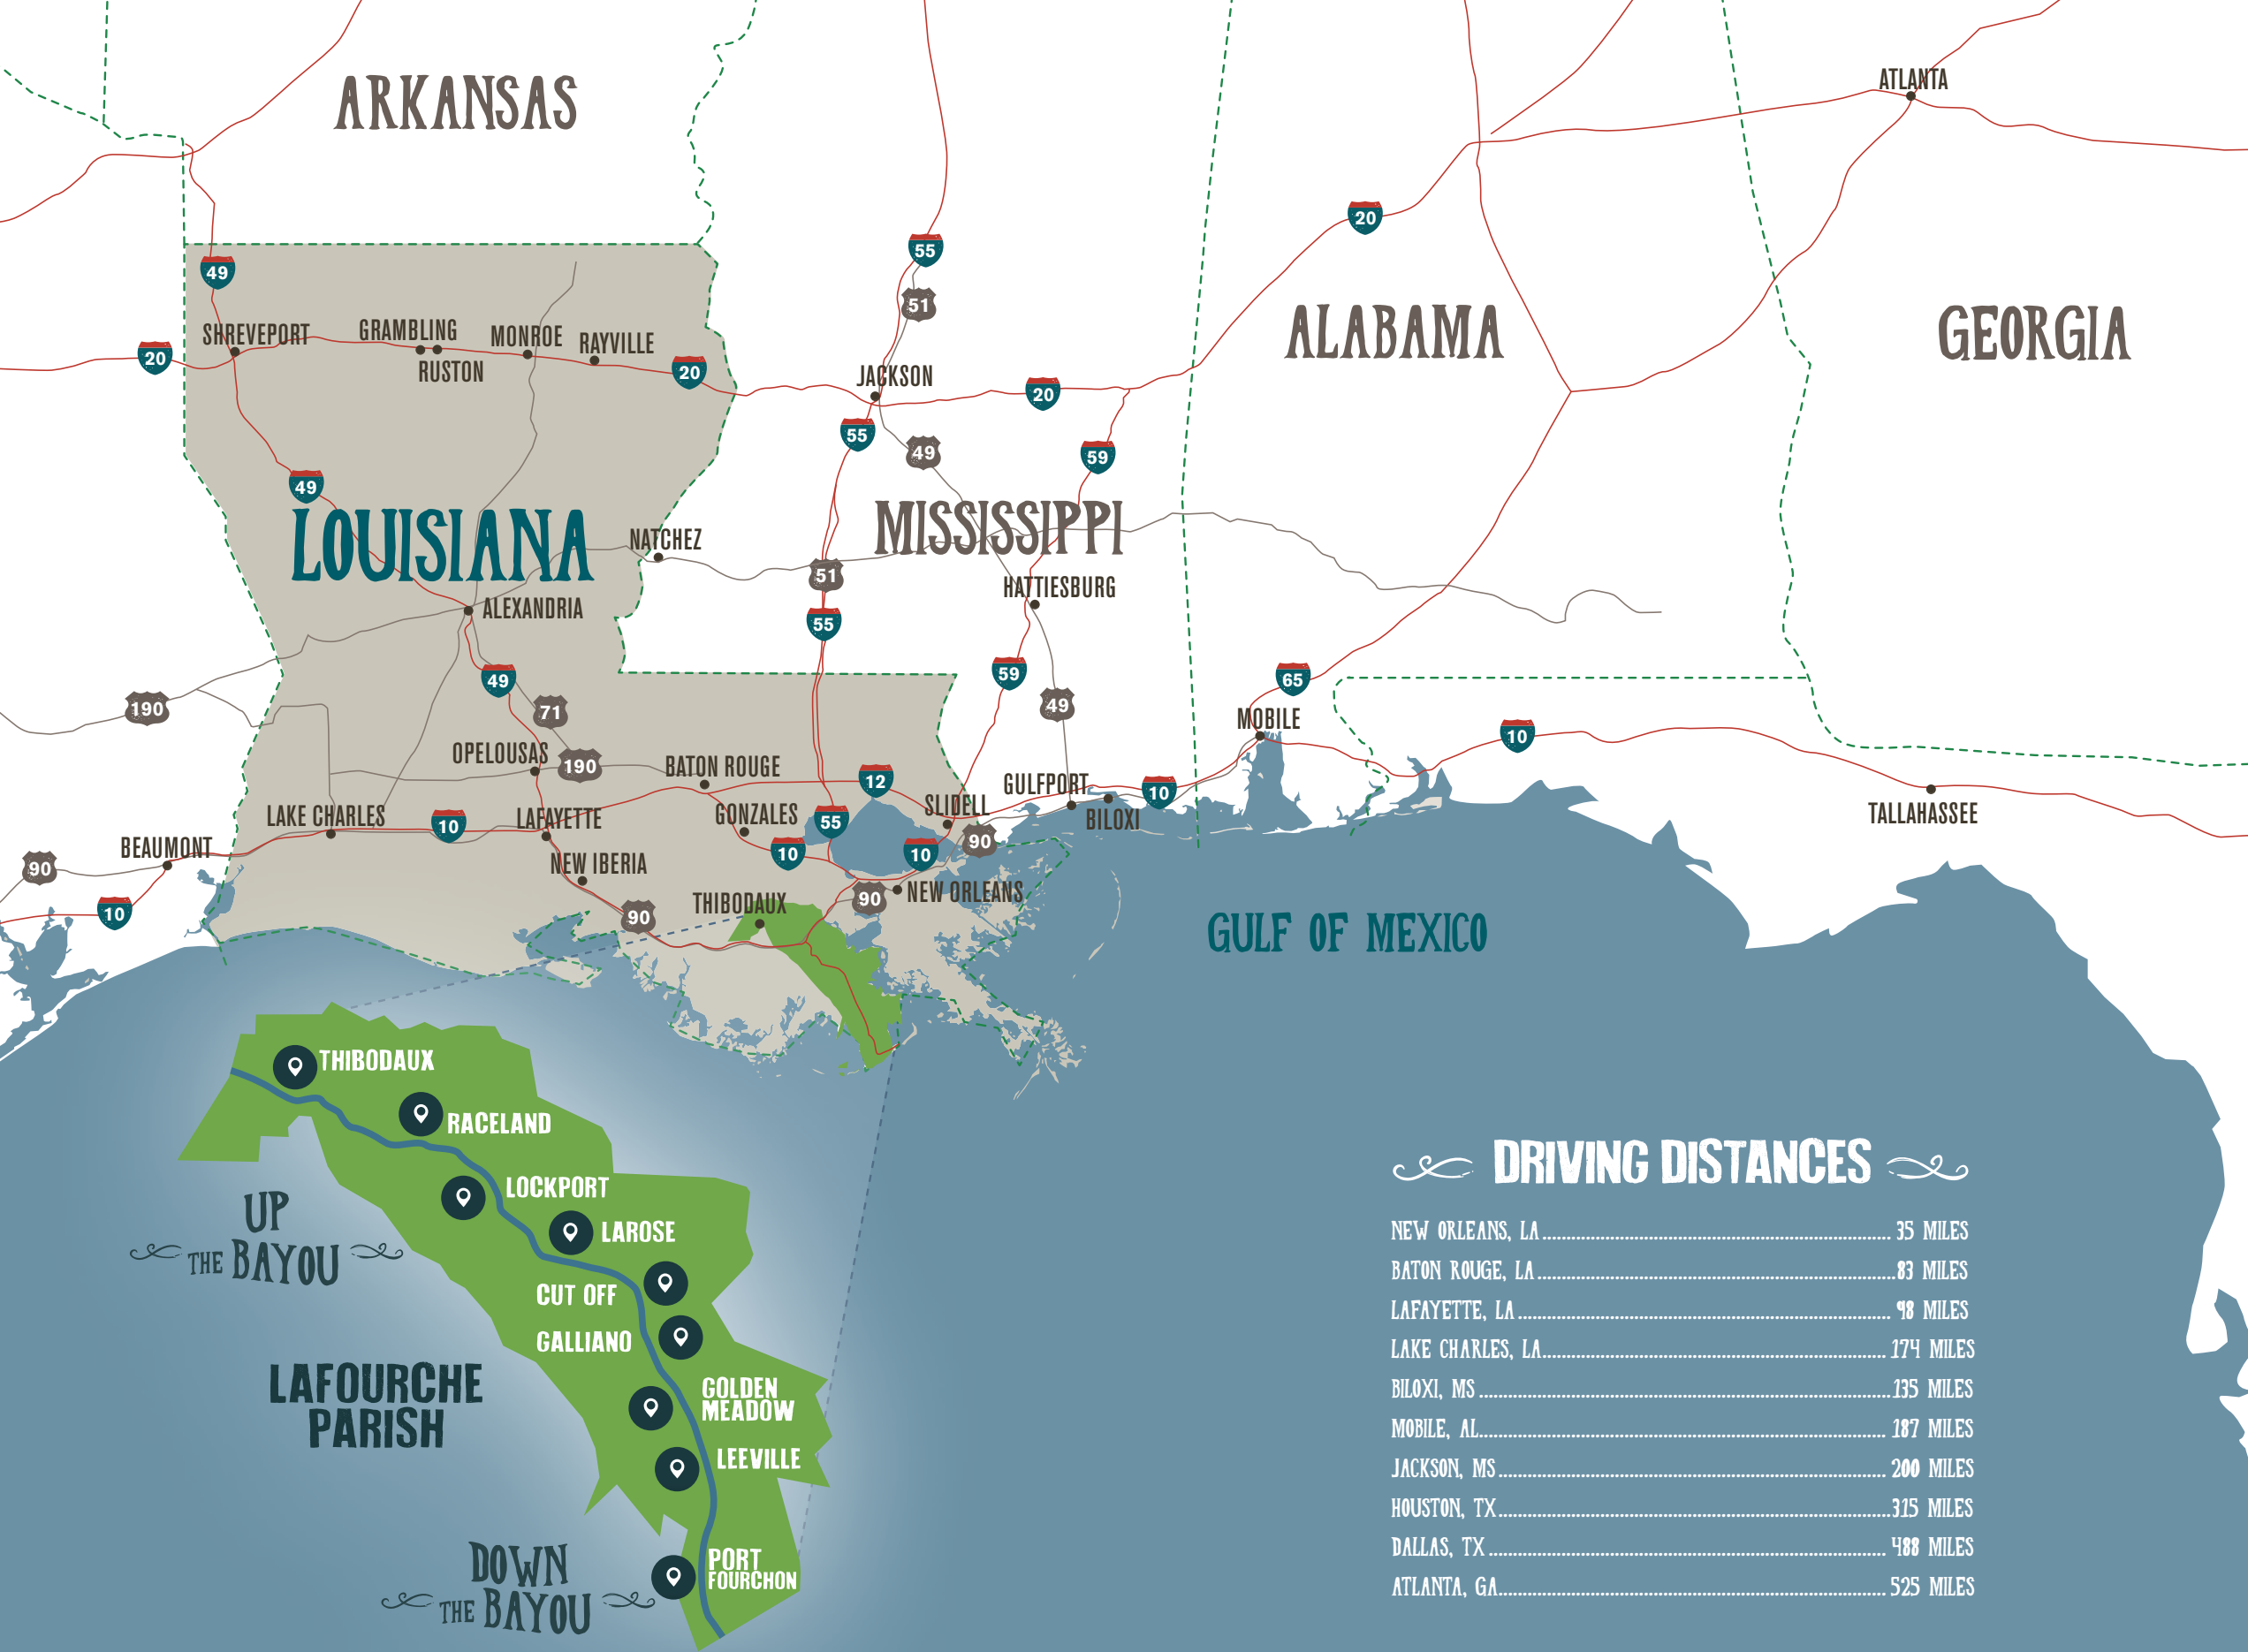 ARKANSAS
ATLANTA
20
55
49
51
ALABAMA
GEORGIA
SHREVEPORT
GRAMBLING
MONROE
RAYVILLE
20
RUSTON
20
JACKSON
20
55
49
59
49
LOUISIANA
MISSISSIPPI
NATCHEZ
51
HATTIESBURG
ALEXANDRIA
55
49
59
65
190
71
49
MOBILE
10
OPELOUSAS
190
BATON ROUGE
12
GULFPORT
10
LAKE CHARLES
10
LAFAYETTE
GONZALES
55
SLIDELL
BILOXI
TALLAHASSEE
BEAUMONT
90
10
10
90
NEW IBERIA
10
90
THIBODAUX
90
NEW ORLEANS
GULF OF MEXICO
THIBODAUX
RACELAND
LOCKPORT
LAROSE
CUT OFF
GALLIANO
GOLDEN
MEADOW
LEEVILLE
PORT
FOURCHON
UP
THE BAYOU
LAFOURCHE
PARISH
DOWN
THE BAYOU
DRIVING DISTANCES
NEW ORLEANS, LA 35 MILES
BATON ROUGE, LA 83 MILES
LAFAYETTE, LA 98 MILES
LAKE CHARLES, LA 174 MILES
BILOXI, MS 135 MILES
MOBILE, AL 187 MILES
JACKSON, MS 200 MILES
HOUSTON, TX 315 MILES
DALLAS, TX 488 MILES
ATLANTA, GA 525 MILES